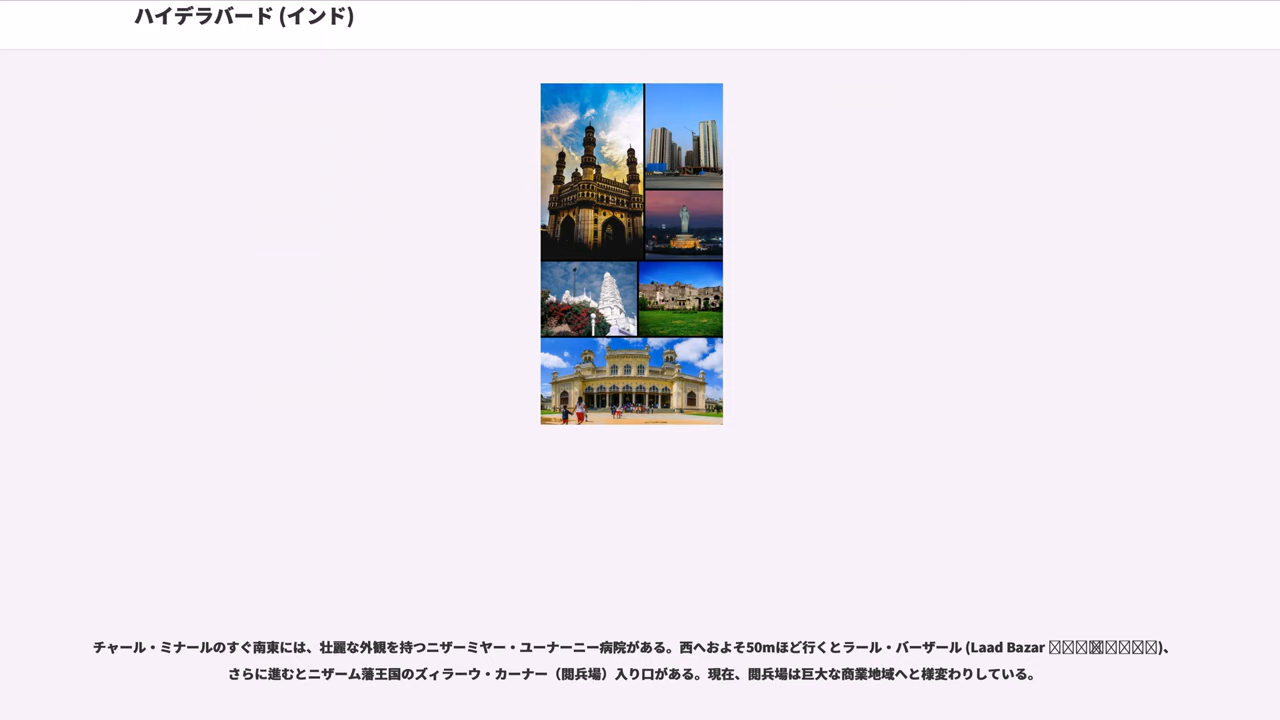 ハイデラバード (インド)
チャール・ミナールのすぐ南東には、壮麗な外観を持つニザーミヤー・ユーナーニー病院がある。西へおよそ50mほど行くとラール・バーザール (Laad Bazar )、
さらに進むとニザーム藩王国のズィラーウ・カーナー（閲兵場）入り口がある。現在、閲兵場は巨大な商業地域へと様変わりしている。